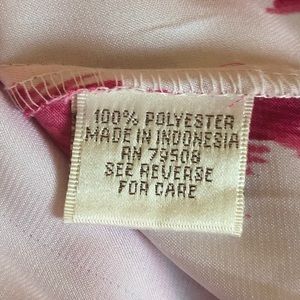 100% POLYESTER
MADE IN INDONESIA
RN 79508
SEE REVERSE
FOR CARE